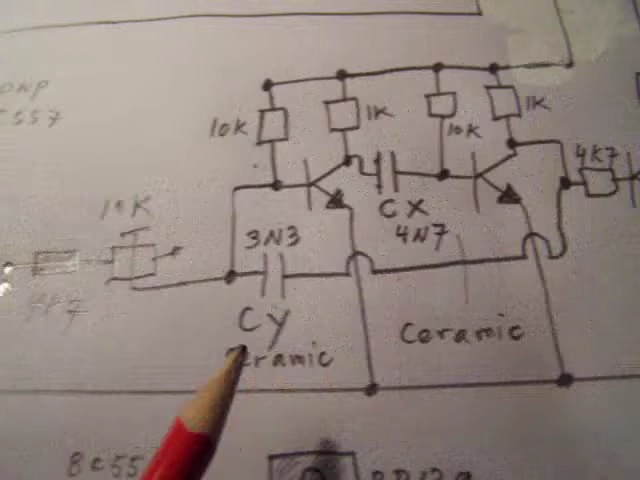 PNP
C557
10K
1K
10K
1K
4K7
10K
CX
4N7
3N3
CY
Ceramic
Ceramic
BC55